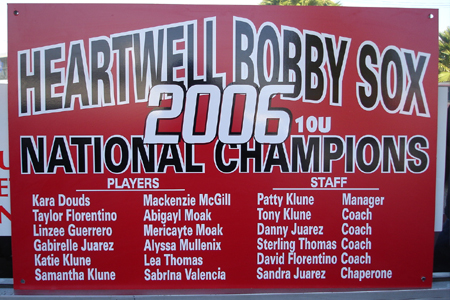 HEARTWELL BOBBY SOX
2006 10U
NATIONAL CHAMPIONS
PLAYERS STAFF
Kara Douds Mackenzie McGill Patty Klune Manager
Taylor Florentino Abigayl Moak Tony Klune Coach
Linzee Guerrero Mericayte Moak Danny Juarez Coach
Gabirelle Juarez Alyssa Mullenix Sterling Thomas Coach
Katie Klune Lea Thomas David Florentino Coach
Samantha Klune Sabrina Valencia Sandra Juarez Chaperone